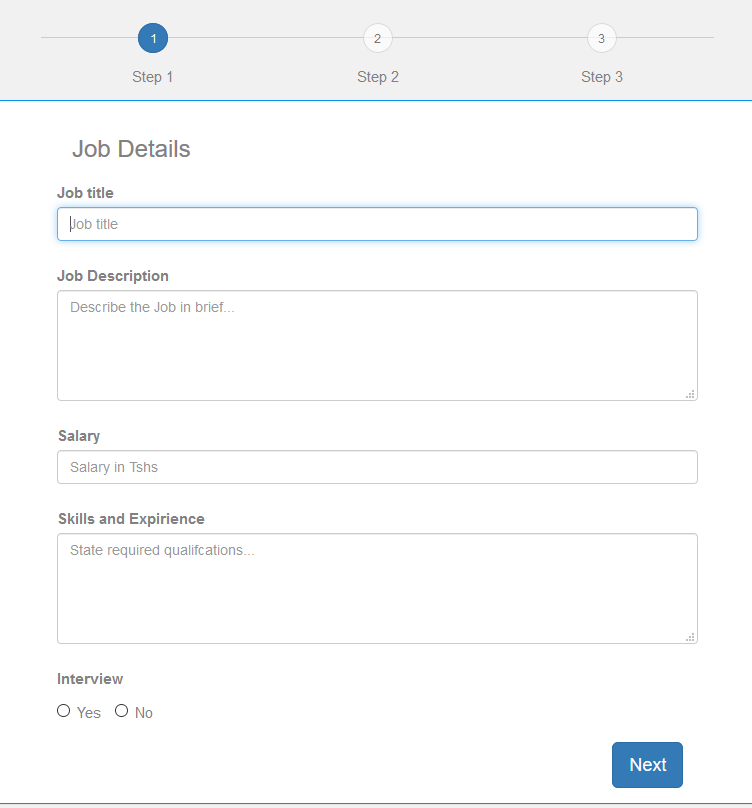 1 2 3
Step 1 Step 2 Step 3
Job Details
Job title
Job title
Job Description
Describe the Job in brief...
Salary
Salary in Tshs
Skills and Expirience
State required qualifcations...
Interview
Yes No
Next